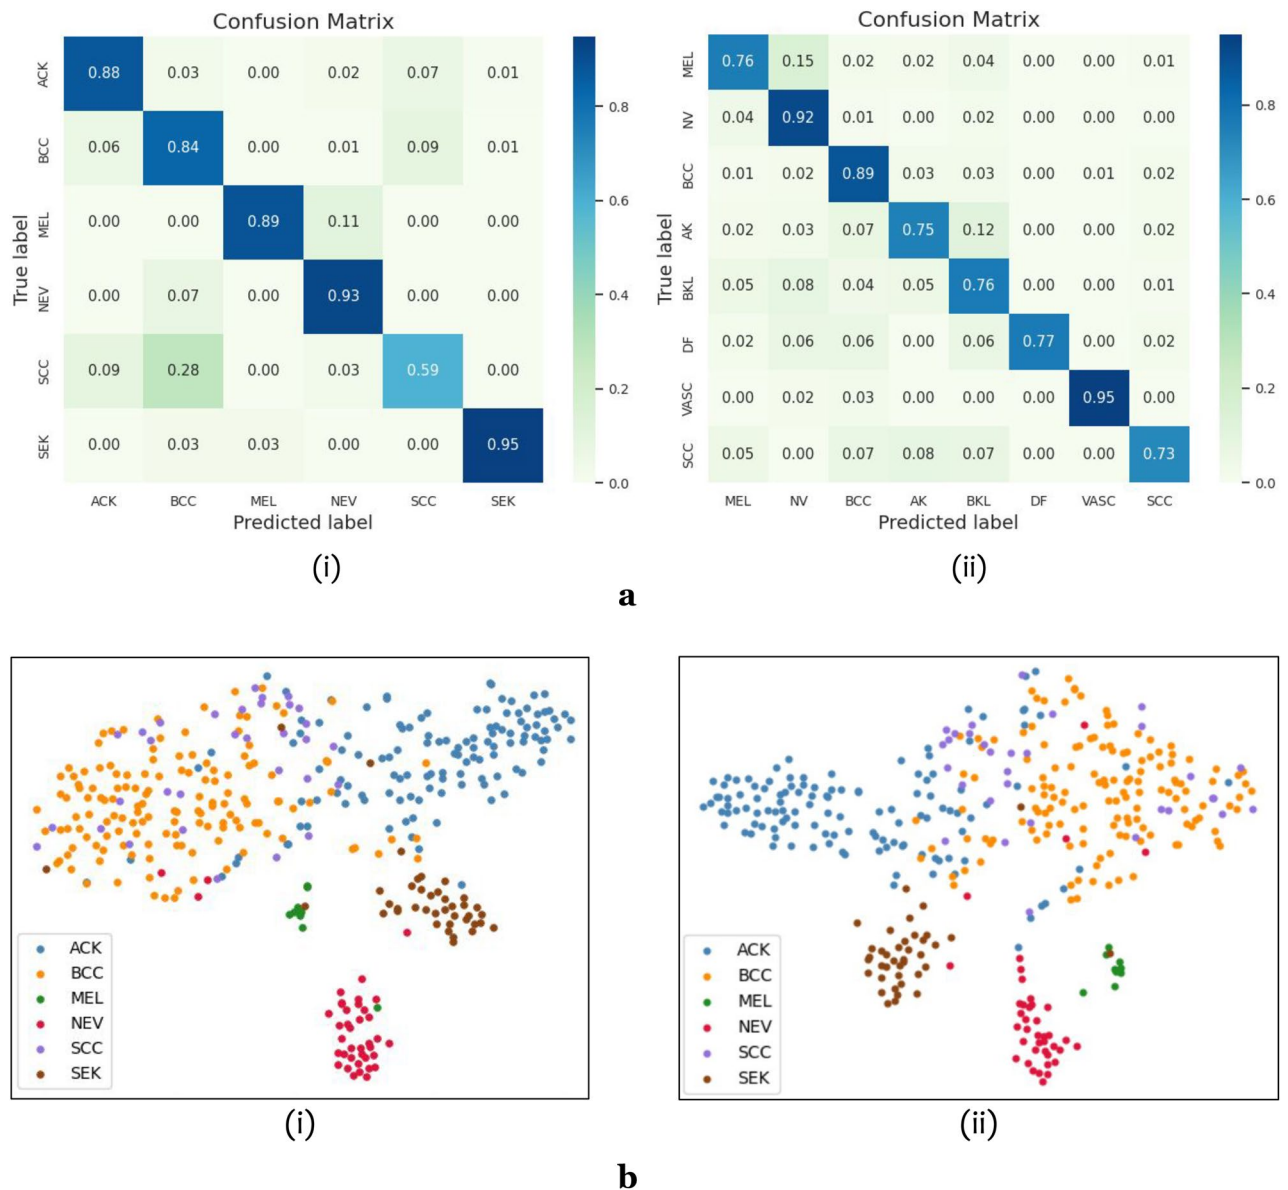 Confusion Matrix
ACK 0.88 0.03 0.00 0.02 0.07 0.01
BCC 0.06 0.84 0.00 0.01 0.09 0.01
MEL 0.00 0.00 0.89 0.11 0.00 0.00
NEV 0.00 0.07 0.00 0.93 0.00 0.00
SCC 0.09 0.28 0.00 0.03 0.59 0.00
SEK 0.00 0.03 0.03 0.00 0.00 0.95
ACK BCC MEL NEV SCC SEK
Predicted label
True label
0.8
0.6
0.4
0.2
0.0
(i)
Confusion Matrix
MEL 0.76 0.15 0.02 0.02 0.04 0.00 0.00 0.01
NV 0.04 0.92 0.01 0.00 0.02 0.00 0.00 0.00
BCC 0.01 0.02 0.89 0.03 0.03 0.00 0.01 0.02
AK 0.02 0.03 0.07 0.75 0.12 0.00 0.00 0.02
BKL 0.05 0.08 0.04 0.05 0.76 0.00 0.00 0.01
DF 0.02 0.06 0.06 0.00 0.06 0.77 0.00 0.02
VASC 0.00 0.02 0.03 0.00 0.00 0.00 0.95 0.00
SCC 0.05 0.00 0.07 0.08 0.07 0.00 0.00 0.73
MEL NV BCC AK BKL DF VASC SCC
Predicted label
True label
0.8
0.6
0.4
0.2
0.0
(ii)
a
ACK
BCC
MEL
NEV
SCC
SEK
(i)
ACK
BCC
MEL
NEV
SCC
SEK
(ii)
b